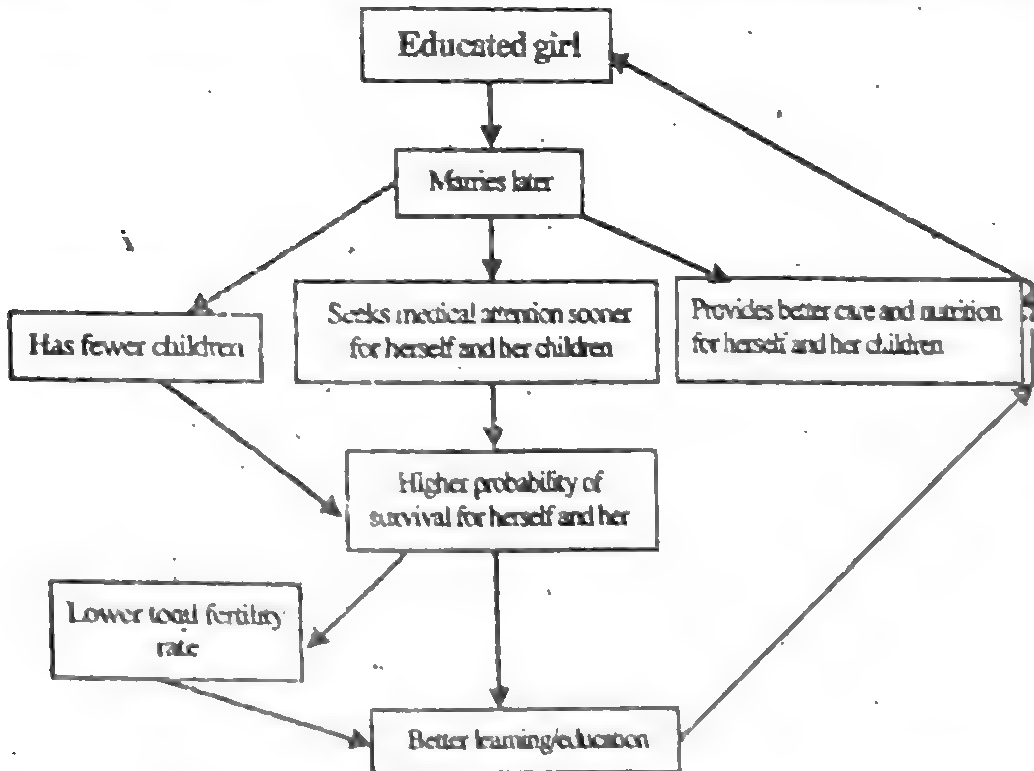 Educated girl
Marries later
Has fewer children
Seeks medical attention sooner
for herself and her children
Provides better care and nutrition
for herself and her children
Higher probability of
survival for herself and her
Lower total fertility
rate
Better learning/education